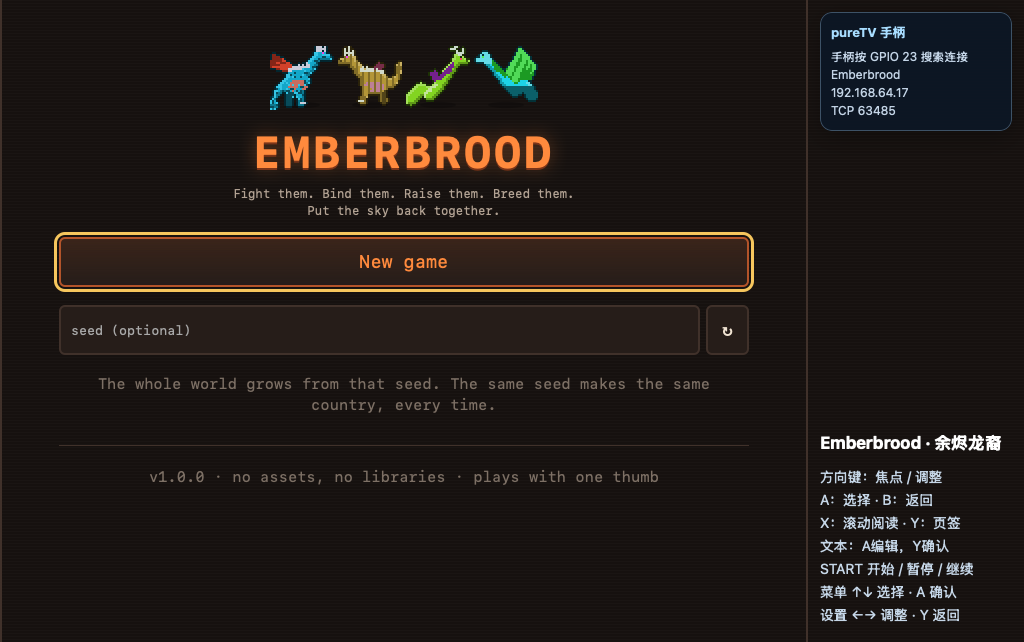 EMBERBROOD
Fight them. Bind them. Raise them. Breed them.
Put the sky back together.
New game
seed (optional)
↻
The whole world grows from that seed. The same seed makes the same
country, every time.
v1.0.0 · no assets, no libraries · plays with one thumb
pureTV 手柄
手柄按 GPIO 23 搜索连接
Emberbrood
192.168.64.17
TCP 63485
Emberbrood · 余烬龙裔
方向键：焦点 / 调整
A：选择 · B：返回
X：滚动阅读 · Y：页签
文本：A编辑，Y确认
START 开始 / 暂停 / 继续
菜单 ↑↓ 选择 · A 确认
设置 ←→ 调整 · Y 返回